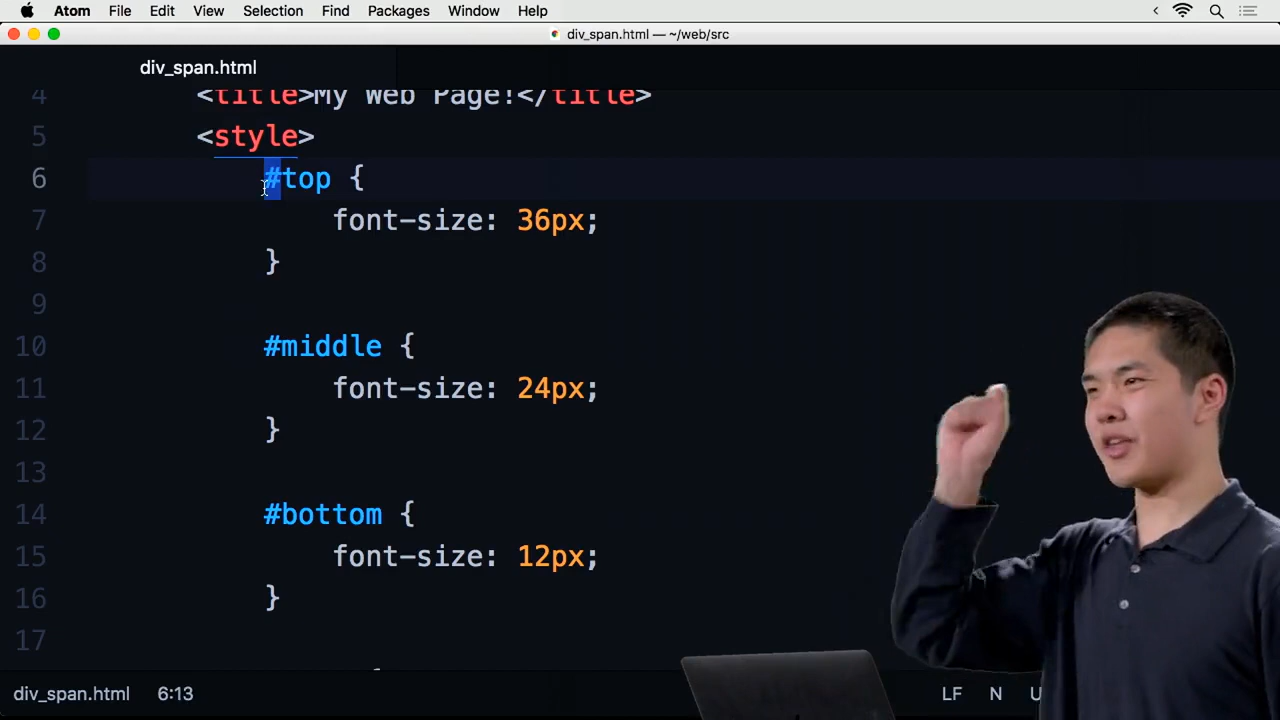 Atom File Edit View Selection Find Packages Window Help
div_span.html — ~/web/src
div_span.html
4 <title>My Web Page!</title>
5 <style>
6 #top {
7 font-size: 36px;
8 }
9
10 #middle {
11 font-size: 24px;
12 }
13
14 #bottom {
15 font-size: 12px;
16 }
17
div_span.html 6:13 LF N U